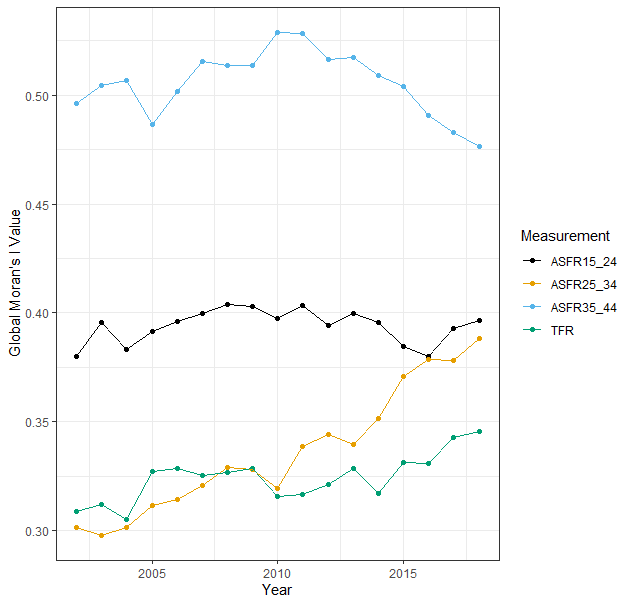 Global Moran's I Value
0.50
0.45
0.40
0.35
0.30
2005
2010
2015
Year
Measurement
ASFR15_24
ASFR25_34
ASFR35_44
TFR